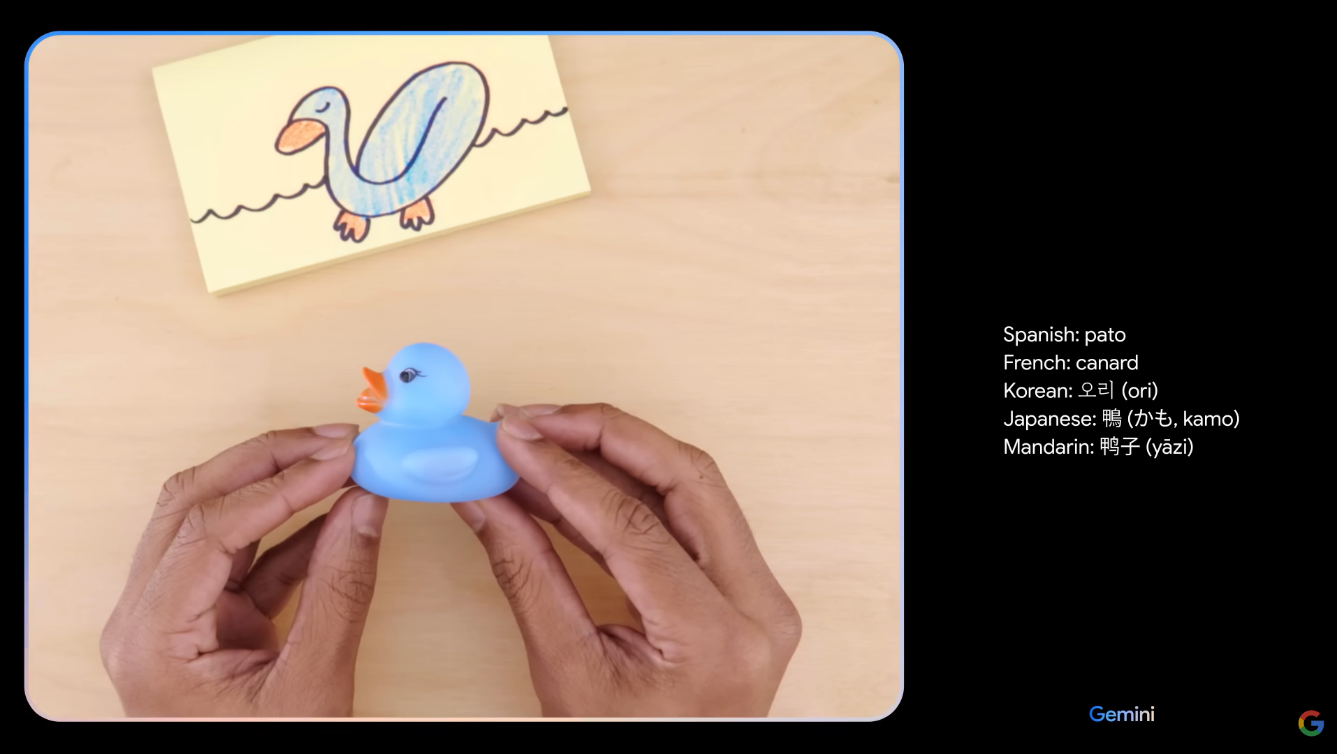 Spanish: pato
French: canard
Korean: 오리 (ori)
Japanese: 鴨 (かも, kamo)
Mandarin: 鸭子 (yāzi)
Gemini
G